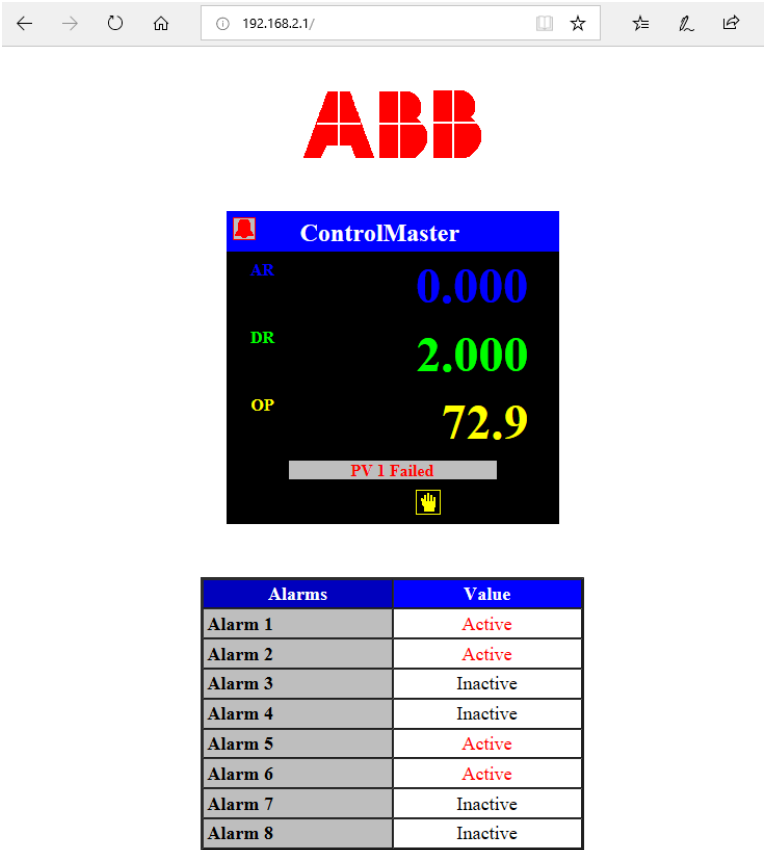 192.168.2.1/
ABB
ControlMaster
AR 0.000
DR 2.000
OP 72.9
PV 1 Failed
Alarms Value
Alarm 1 Active
Alarm 2 Active
Alarm 3 Inactive
Alarm 4 Inactive
Alarm 5 Active
Alarm 6 Active
Alarm 7 Inactive
Alarm 8 Inactive